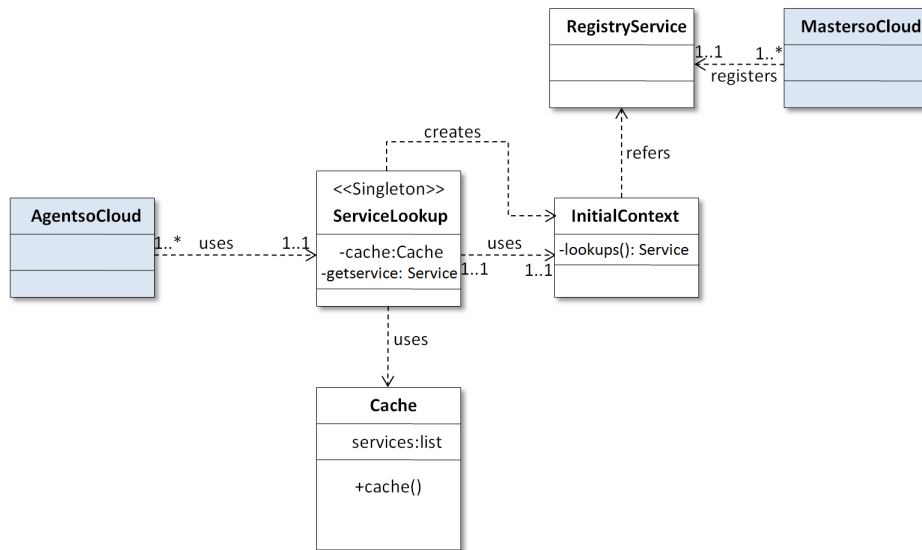 RegistryService
MastersoCloud
1..1
1..*
registers
creates
refers
<<Singleton>>
ServiceLookup
-cache:Cache
-getservice: Service
AgentsoCloud
1..*
uses
1..1
uses
1..1
1..1
InitialContext
-lookups(): Service
uses
Cache
services:list
+cache()